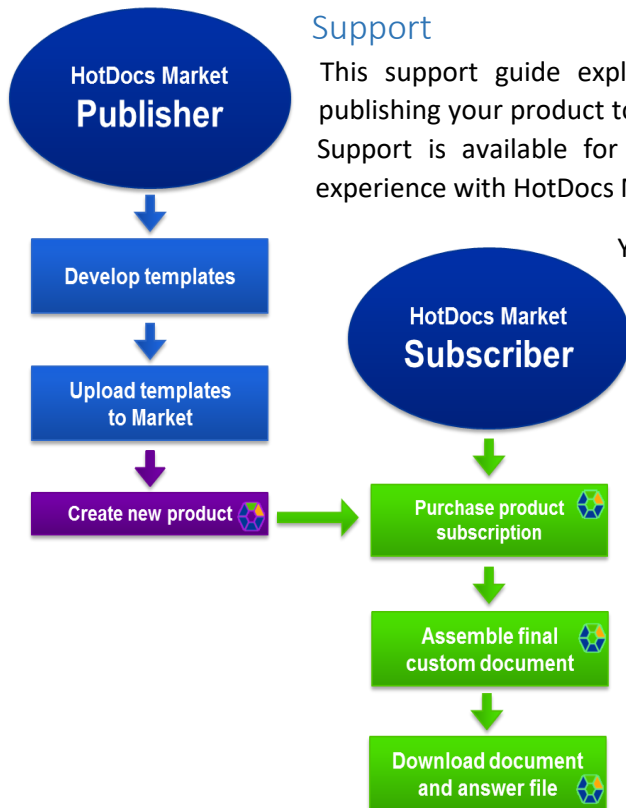 Support
This support guide expl
publishing your product to
Support is available for
experience with HotDocs M
Y
HotDocs Market
Publisher
Develop templates
Upload templates
to Market
Create new product
HotDocs Market
Subscriber
Purchase product
subscription
Assemble final
custom document
Download document
and answer file